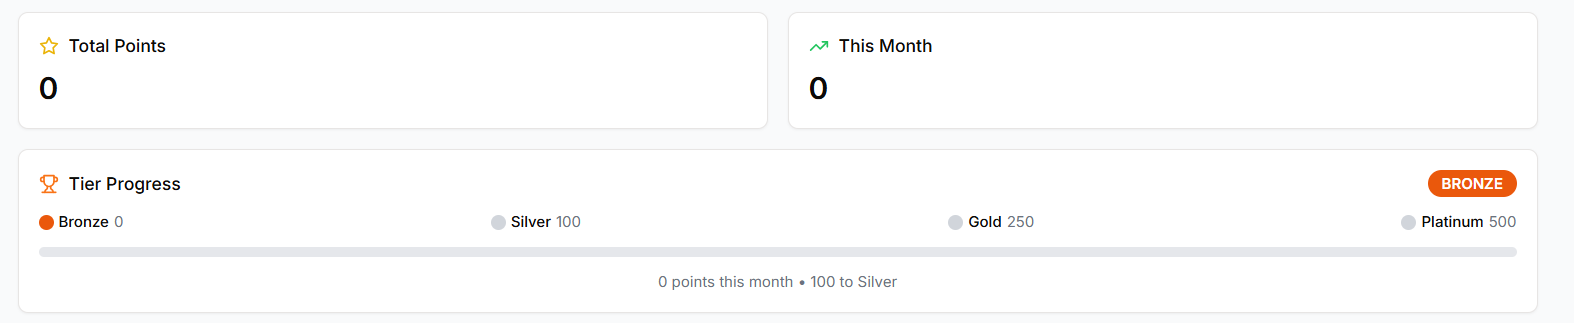 Total Points
0
This Month
0
Tier Progress
BRONZE
Bronze 0
Silver 100
Gold 250
Platinum 500
0 points this month • 100 to Silver